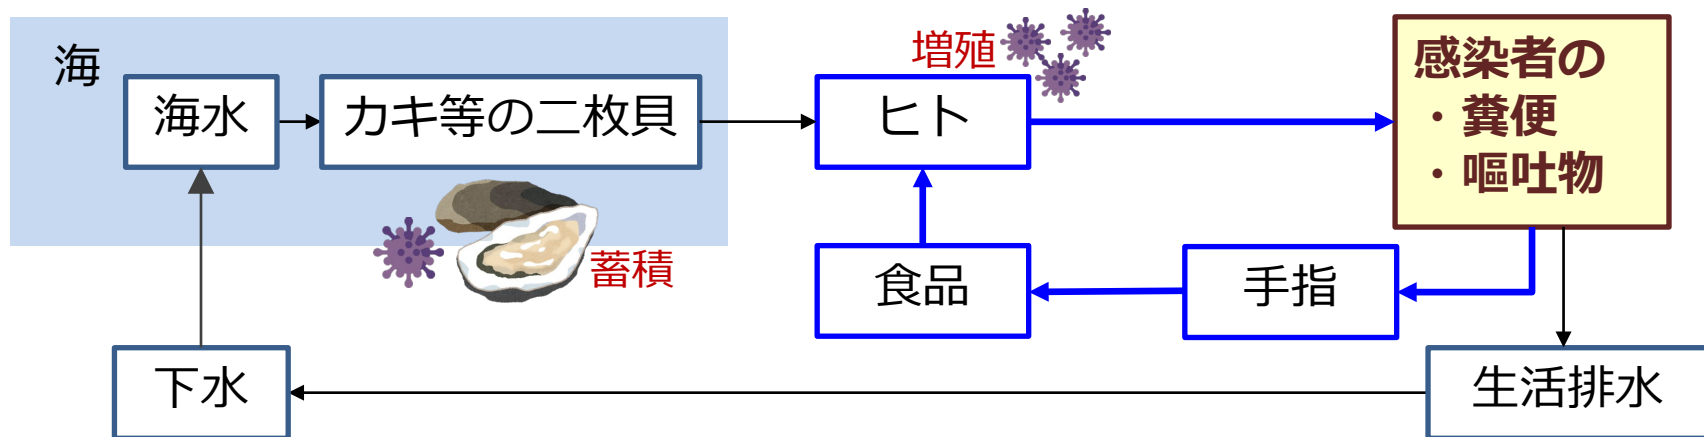 海
増殖
感染者の
・糞便
・嘔吐物
海水
カキ等の二枚貝
ヒト
蓄積
食品
手指
下水
生活排水